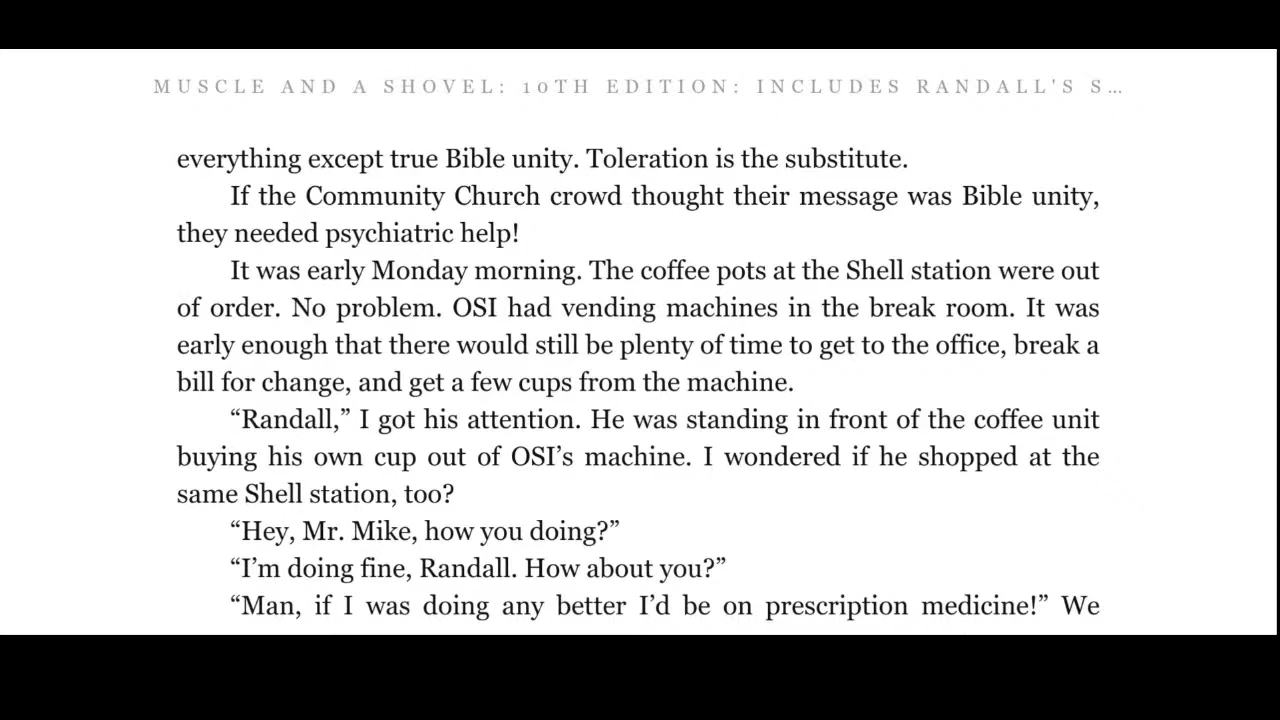 MUSCLE AND A SHOVEL: 10TH EDITION: INCLUDES RANDALL'S S...
everything except true Bible unity. Toleration is the substitute.
If the Community Church crowd thought their message was Bible unity,
they needed psychiatric help!
It was early Monday morning. The coffee pots at the Shell station were out
of order. No problem. OSI had vending machines in the break room. It was
early enough that there would still be plenty of time to get to the office, break a
bill for change, and get a few cups from the machine.
“Randall,” I got his attention. He was standing in front of the coffee unit
buying his own cup out of OSI’s machine. I wondered if he shopped at the
same Shell station, too?
“Hey, Mr. Mike, how you doing?”
“I’m doing fine, Randall. How about you?”
“Man, if I was doing any better I’d be on prescription medicine!” We